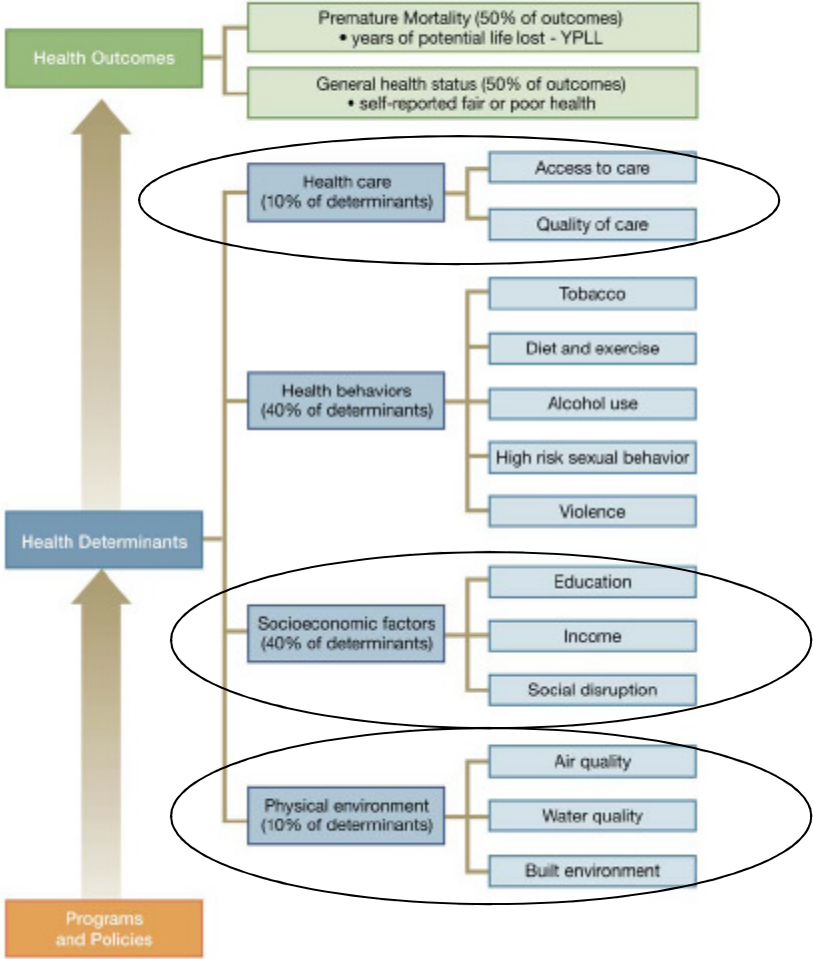 Premature Mortality (50% of outcomes)
• years of potential life lost - YPLL
Health Outcomes
General health status (50% of outcomes)
• self-reported fair or poor health
Health care
(10% of determinants)
Access to care
Quality of care
Health behaviors
(40% of determinants)
Tobacco
Diet and exercise
Alcohol use
High risk sexual behavior
Violence
Health Determinants
Socioeconomic factors
(40% of determinants)
Education
Income
Social disruption
Physical environment
(10% of determinants)
Air quality
Water quality
Built environment
Programs
and Policies